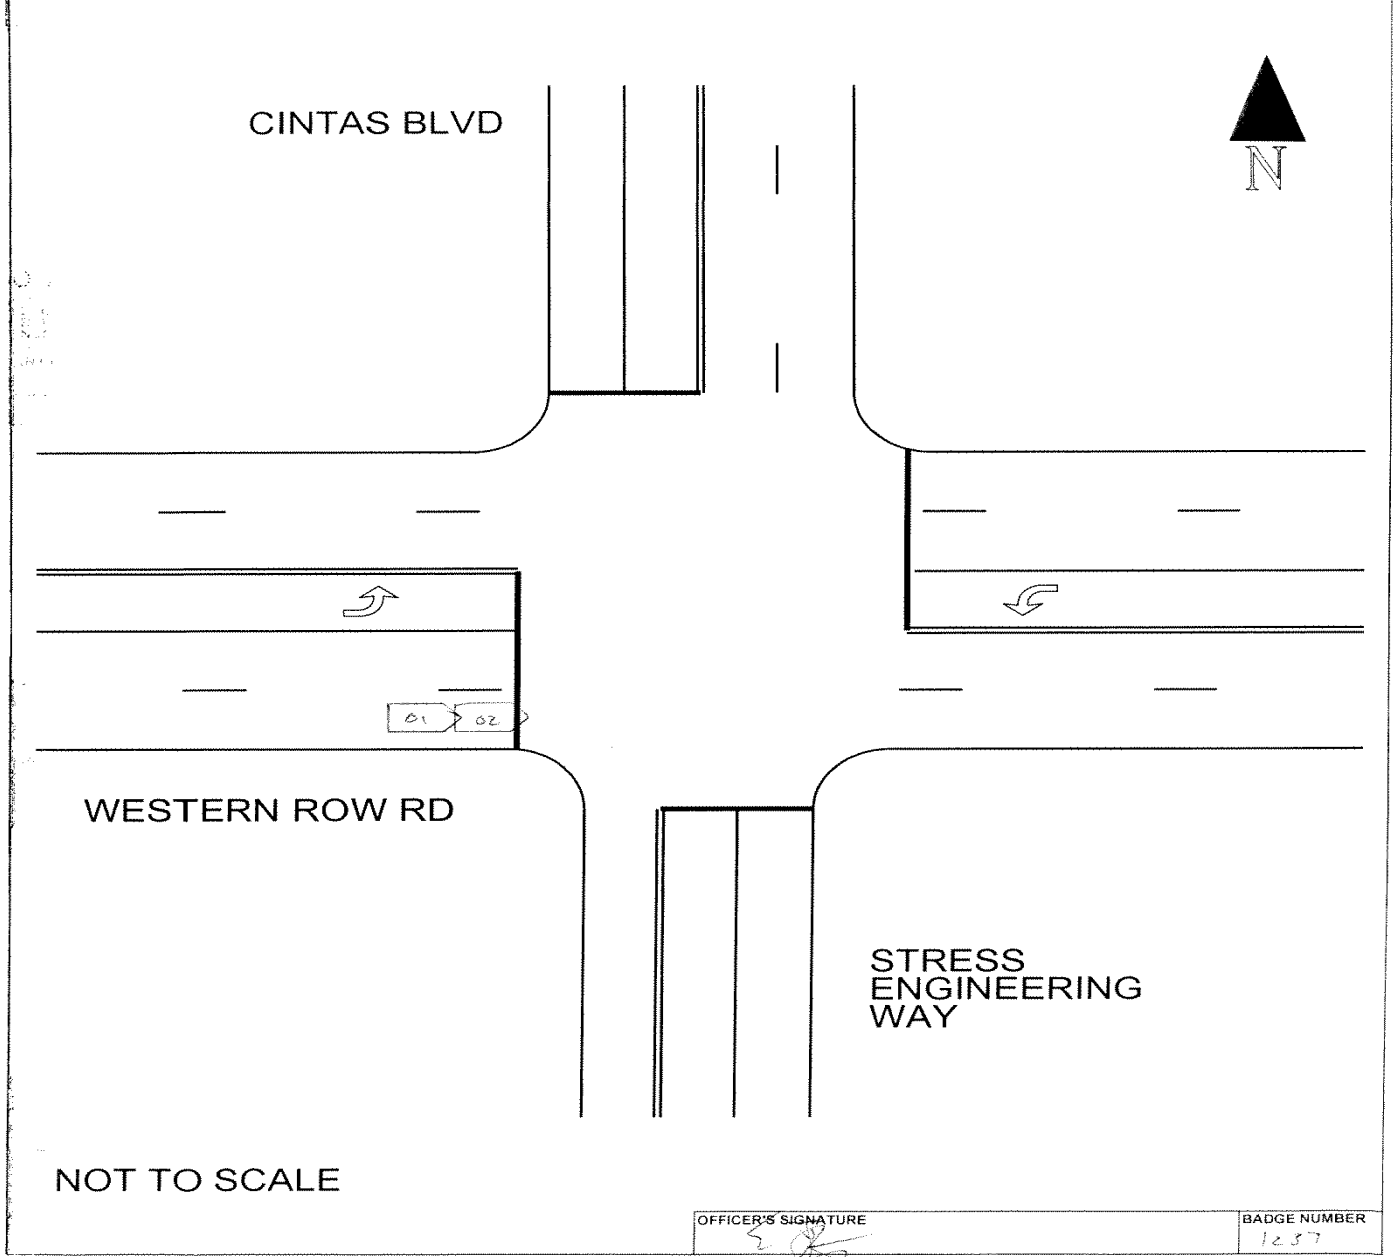 CINTAS BLVD
N
01 02
WESTERN ROW RD
STRESS
ENGINEERING
WAY
NOT TO SCALE
OFFICER'S SIGNATURE
BADGE NUMBER
1237